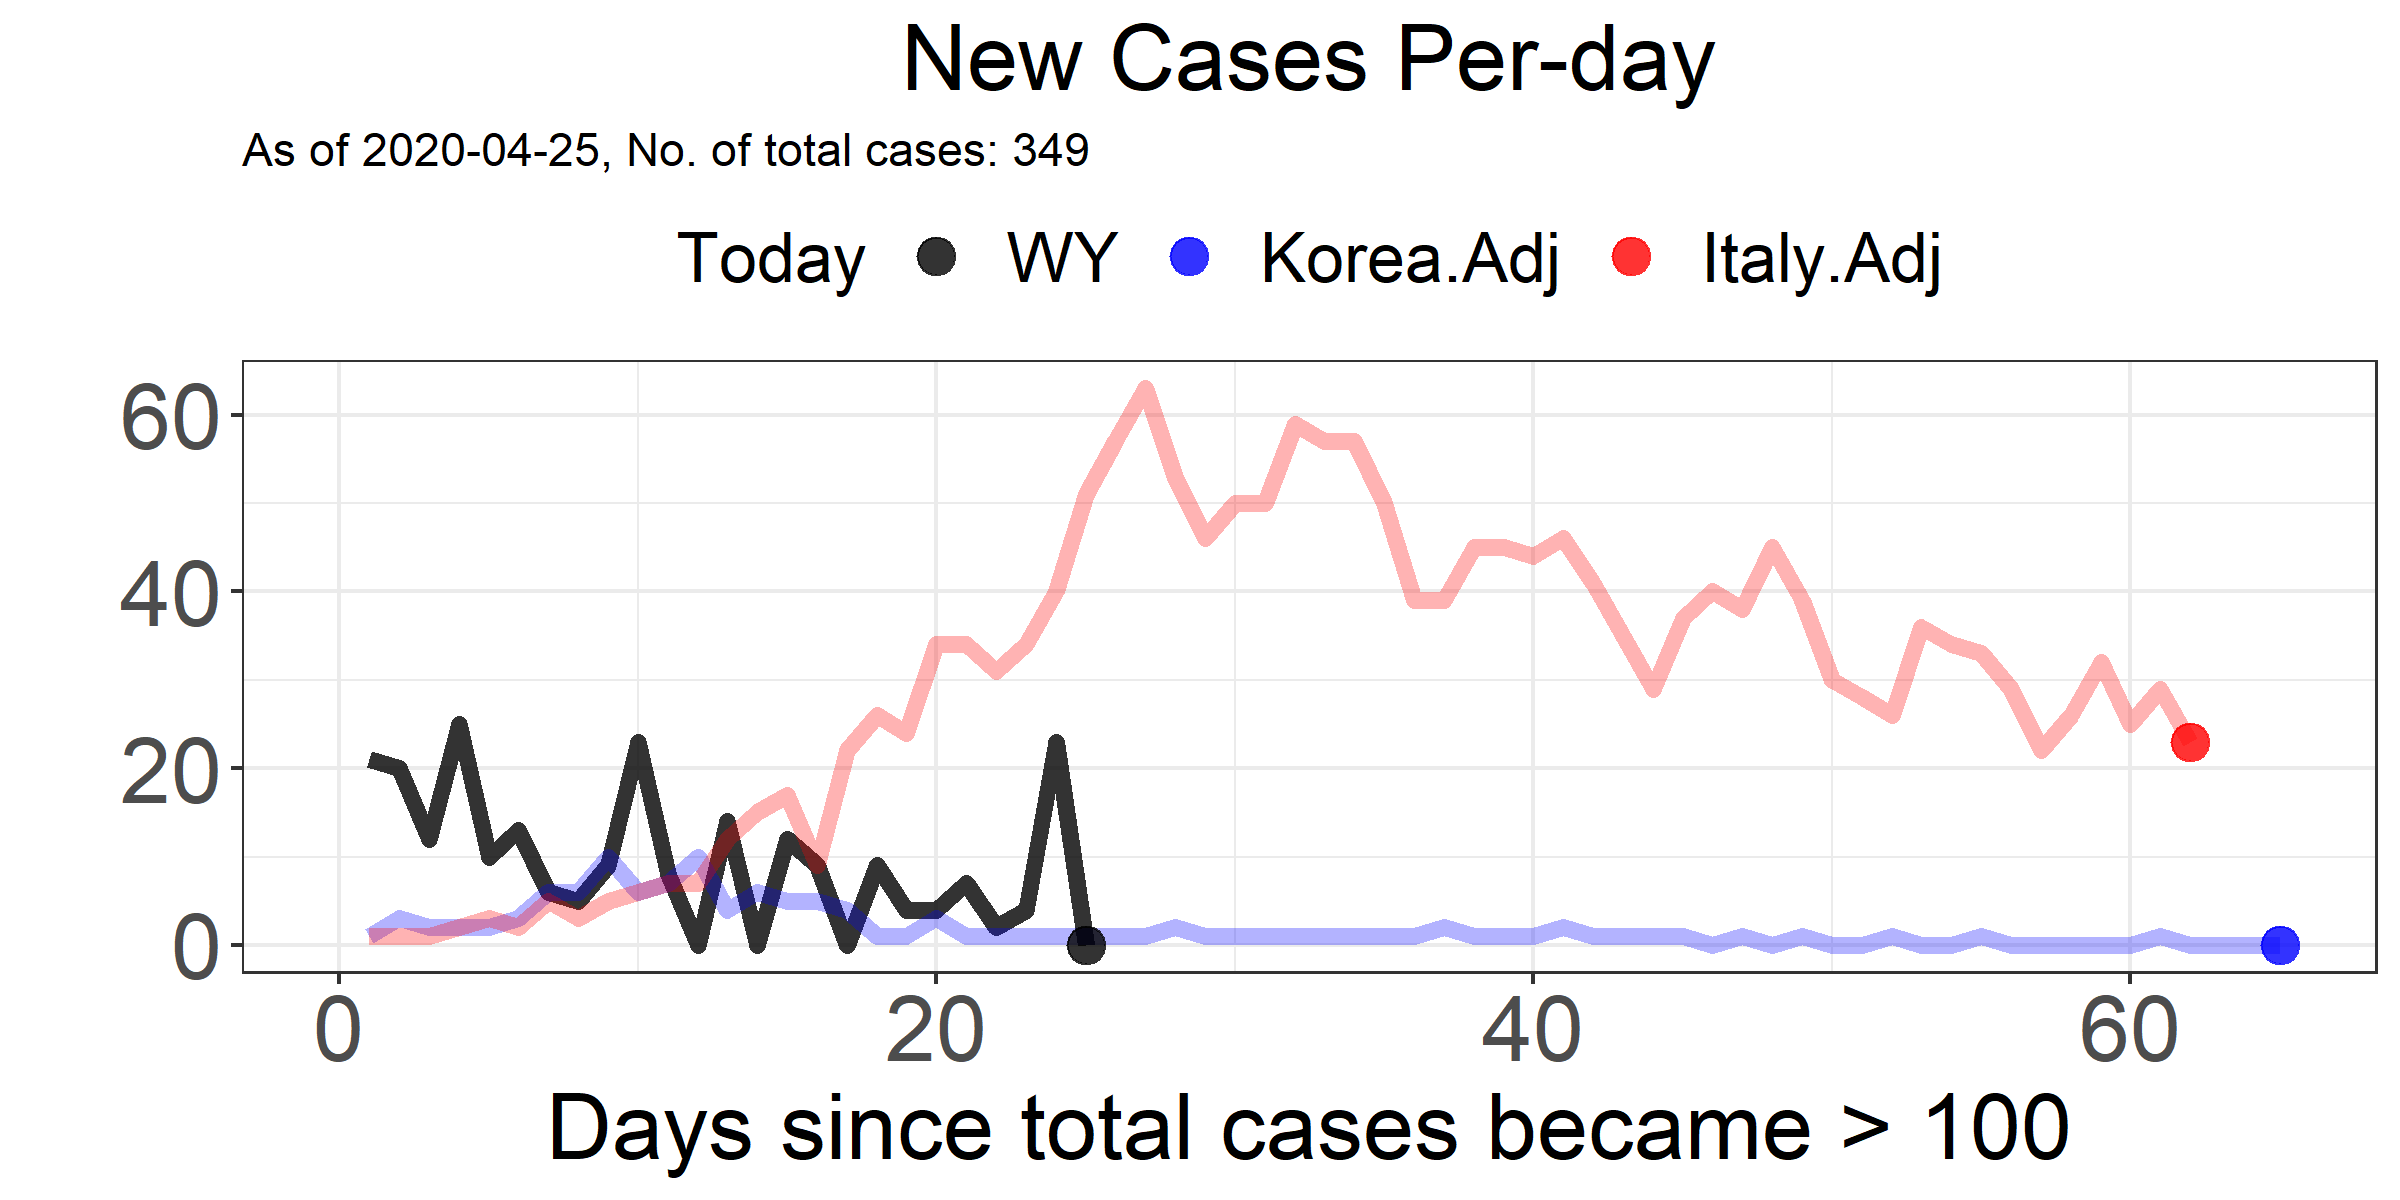 New Cases Per-day
As of 2020-04-25, No. of total cases: 349
Today WY Korea.Adj Italy.Adj
60
40
20
0
0 20 40 60
Days since total cases became > 100